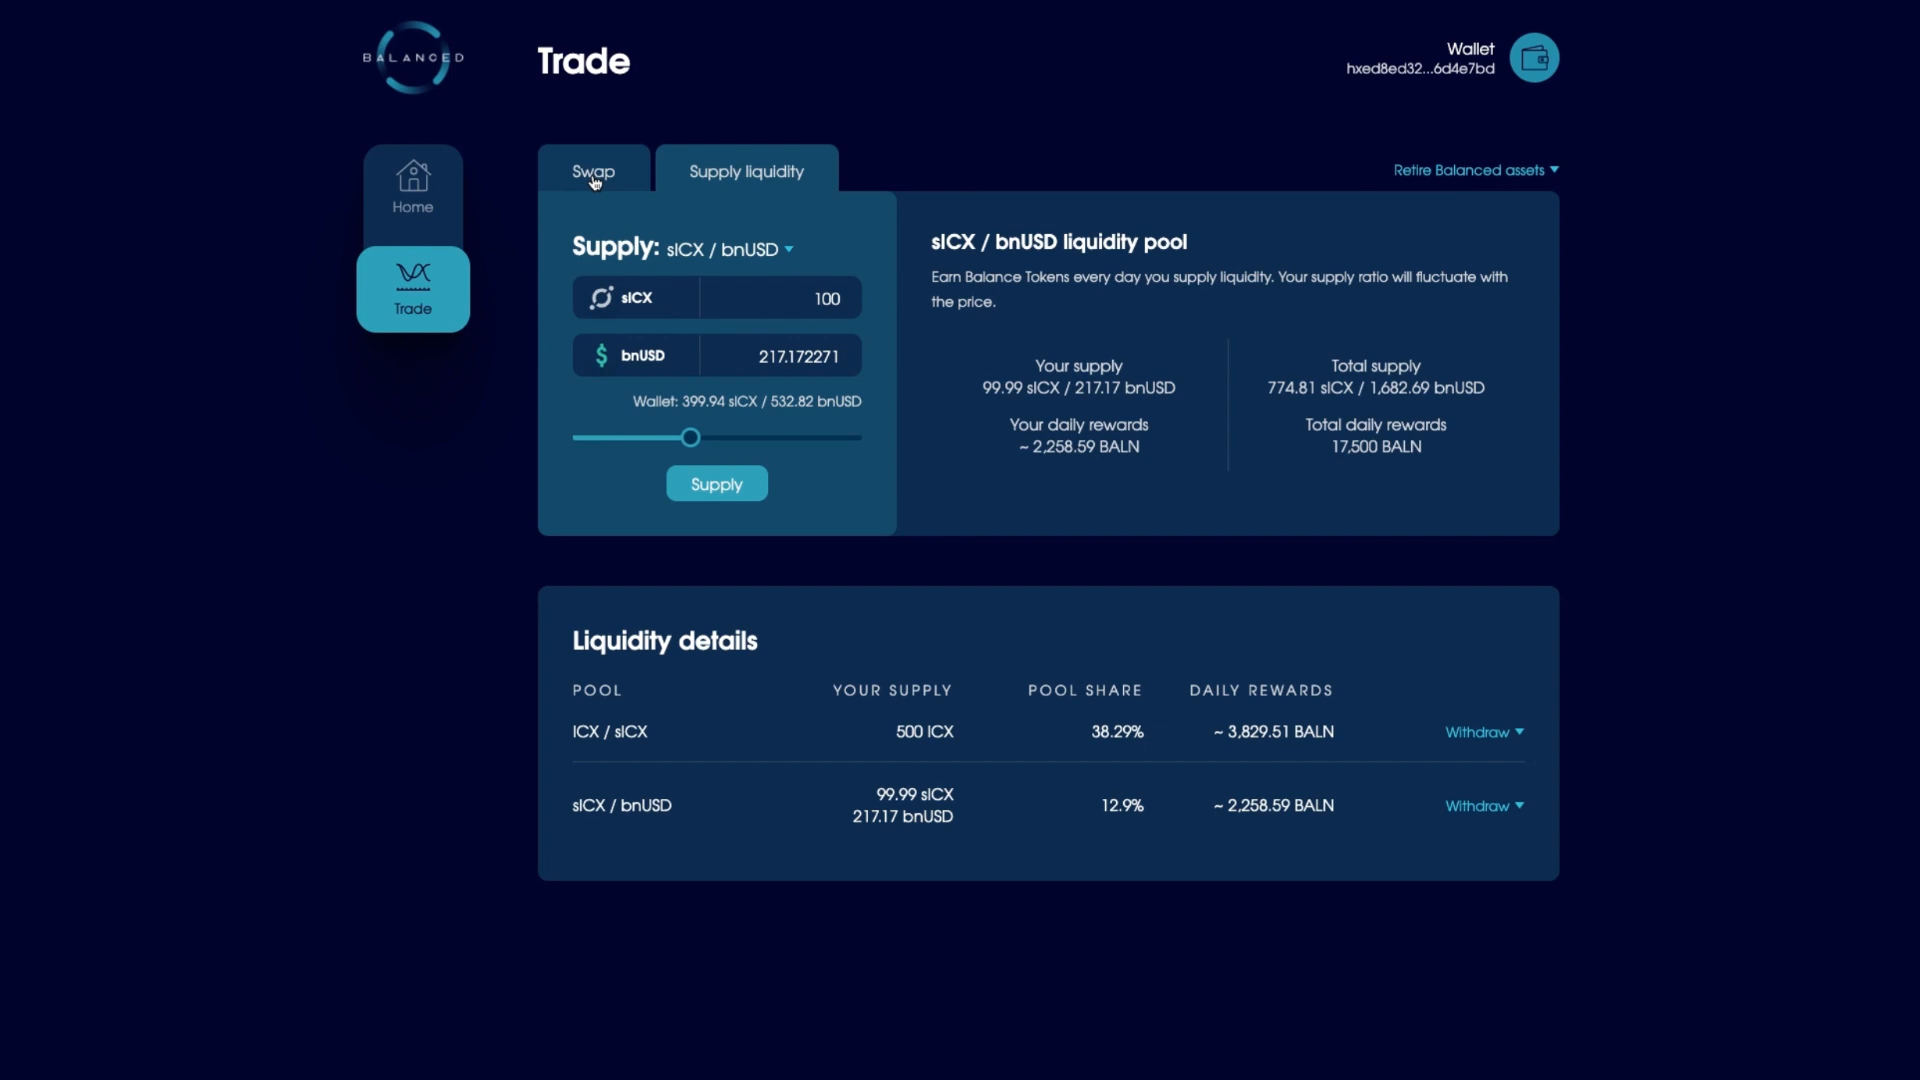 BALANCED
Trade
Wallet
hxed8ed32...6d4e7bd
Home
Trade
Swap
Supply liquidity
Retire Balanced assets
Supply: sICX / bnUSD
sICX 100
bnUSD 217.172271
Wallet: 399.94 sICX / 532.82 bnUSD
Supply
sICX / bnUSD liquidity pool
Earn Balance Tokens every day you supply liquidity. Your supply ratio will fluctuate with
the price.
Your supply
99.99 sICX / 217.17 bnUSD
Your daily rewards
~ 2,258.59 BALN
Total supply
774.81 sICX / 1,682.69 bnUSD
Total daily rewards
17,500 BALN
Liquidity details
POOL YOUR SUPPLY POOL SHARE DAILY REWARDS
ICX / sICX 500 ICX 38.29% ~ 3,829.51 BALN Withdraw
sICX / bnUSD 99.99 sICX 12.9% ~ 2,258.59 BALN Withdraw
217.17 bnUSD